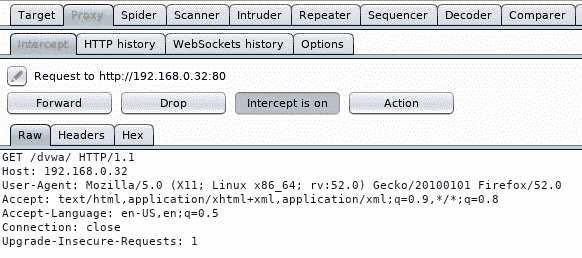 Target Proxy Spider Scanner Intruder Repeater Sequencer Decoder Comparer
Intercept HTTP history WebSockets history Options
Request to http://192.168.0.32:80
Forward Drop Intercept is on Action
Raw Headers Hex
GET /dvwa/ HTTP/1.1
Host: 192.168.0.32
User-Agent: Mozilla/5.0 (X11; Linux x86_64; rv:52.0) Gecko/20100101 Firefox/52.0
Accept: text/html,application/xhtml+xml,application/xml;q=0.9,*/*;q=0.8
Accept-Language: en-US,en;q=0.5
Connection: close
Upgrade-Insecure-Requests: 1